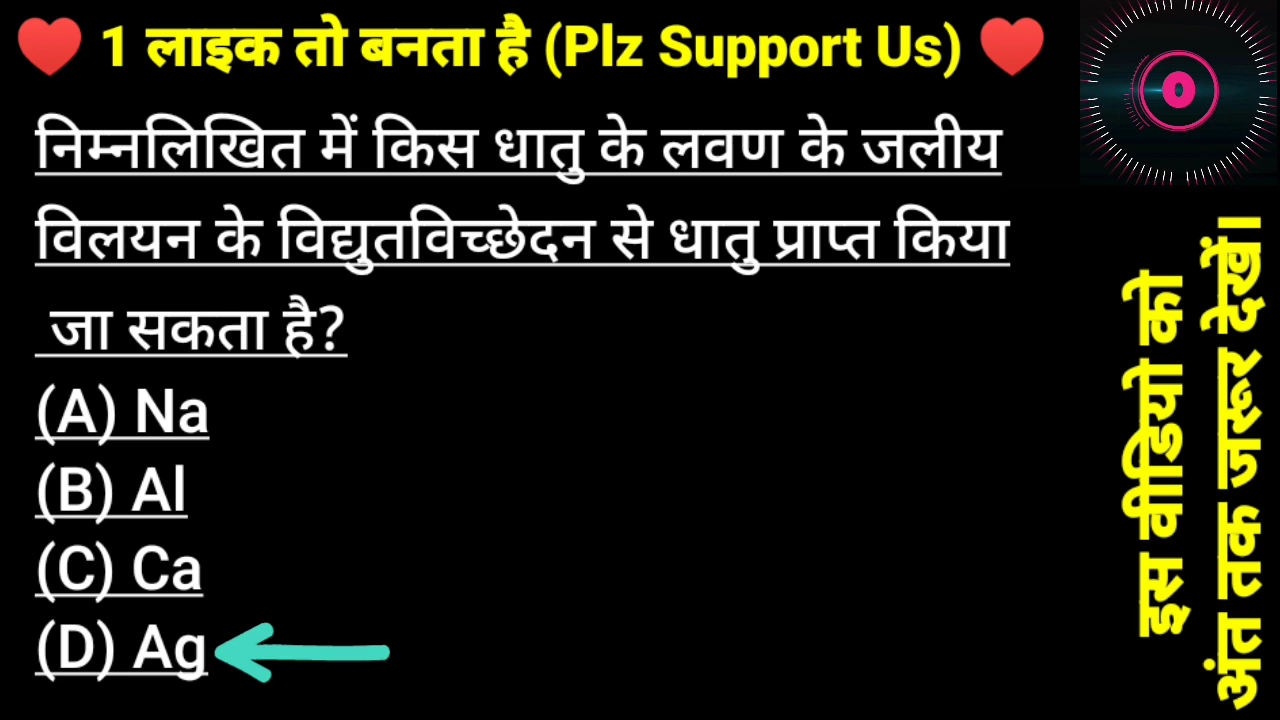 ♥ 1 लाइक तो बनता है (Plz Support Us) ♥
निम्नलिखित में किस धातु के लवण के जलीय
विलयन के विद्युतविच्छेदन से धातु प्राप्त किया
जा सकता है?
(A) Na
(B) Al
(C) Ca
(D) Ag
इस वीडियो को
अंत तक जरूर देखें।
0